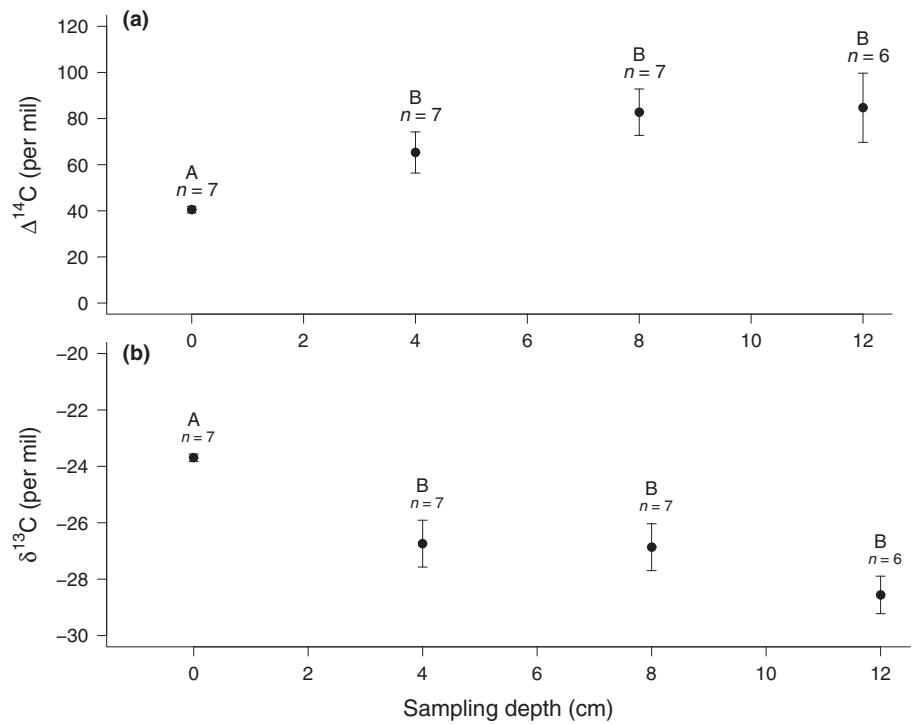 (a)
120
100
80
60
40
20
0
Δ¹⁴C (per mil)
A
n = 7
B
n = 7
B
n = 7
B
n = 6
0 2 4 6 8 10 12
(b)
−20
−22
−24
−26
−28
−30
δ¹³C (per mil)
A
n = 7
B
n = 7
B
n = 7
B
n = 6
0 2 4 6 8 10 12
Sampling depth (cm)